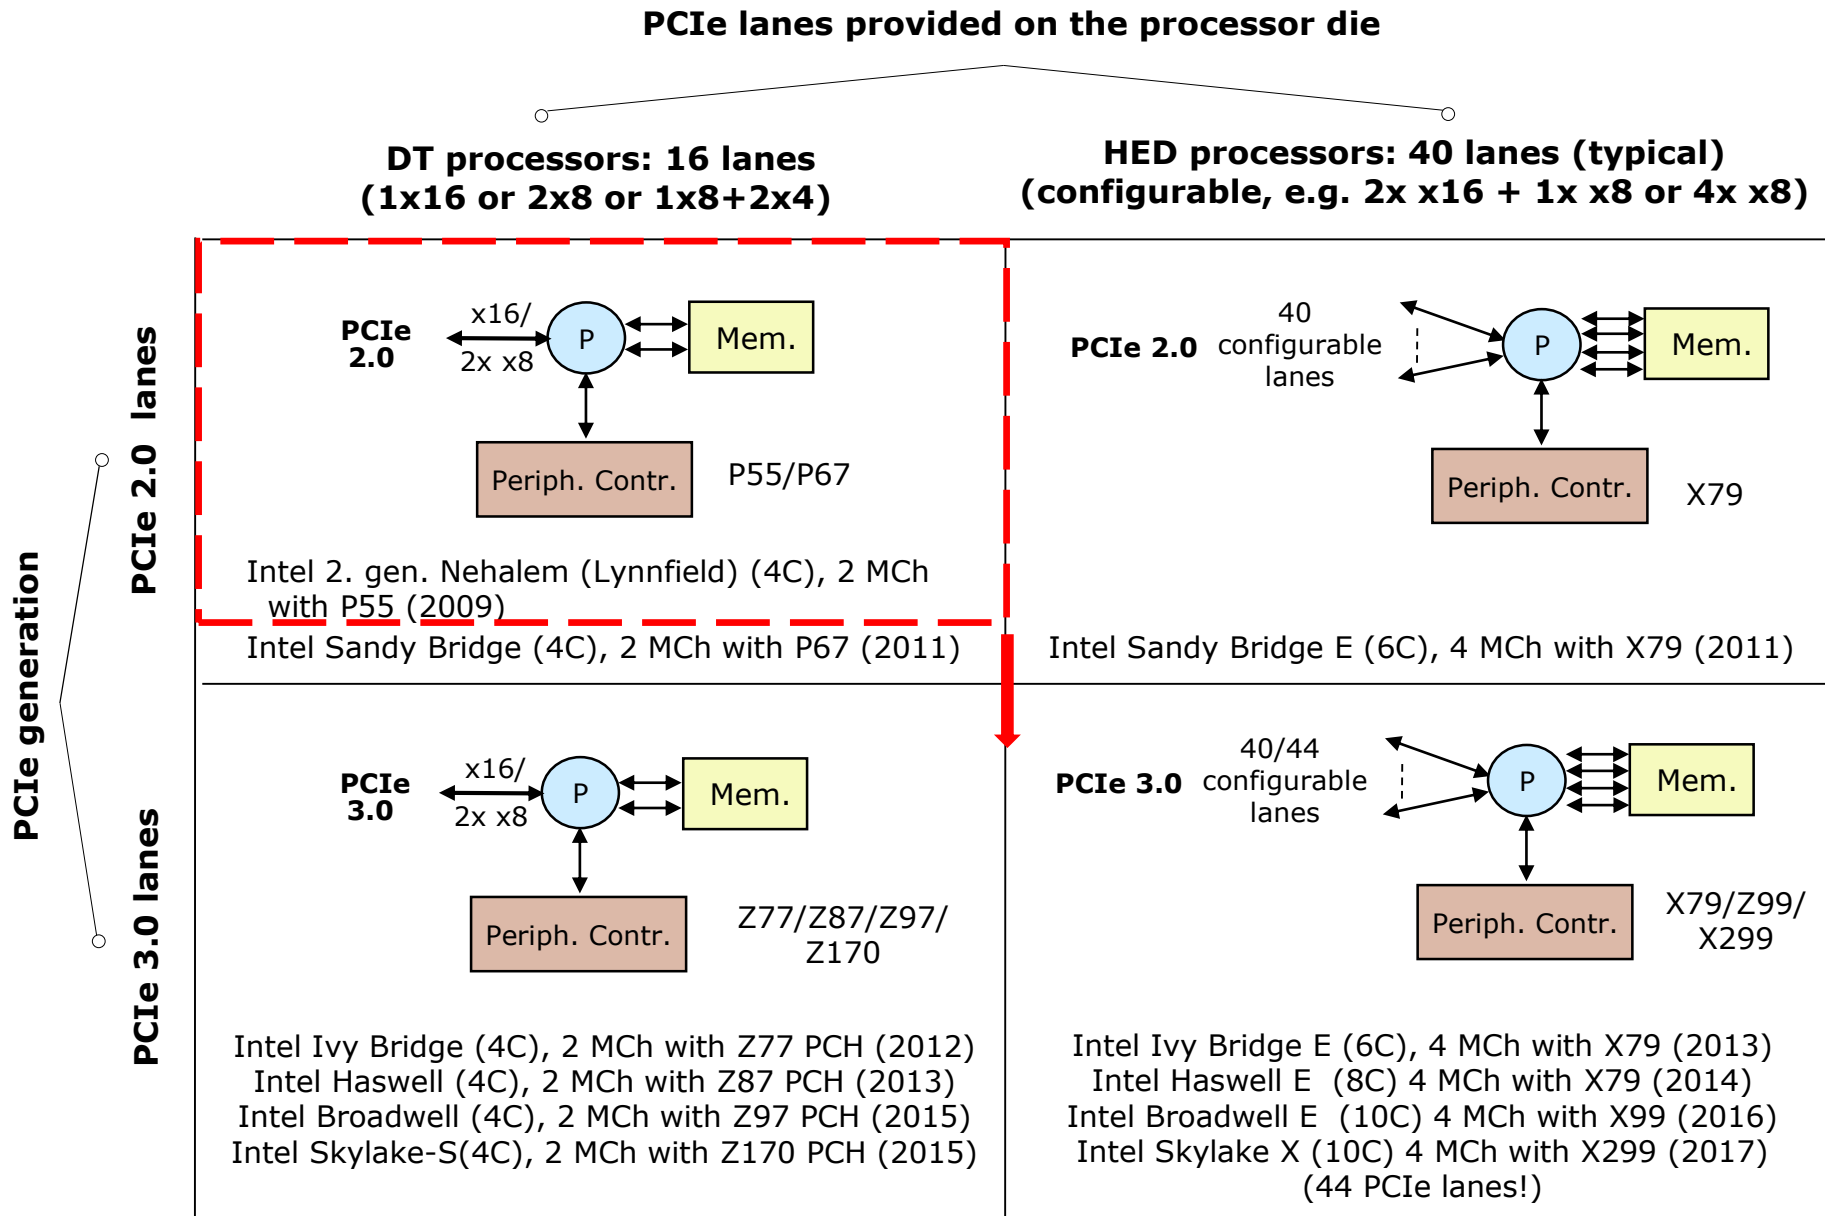 PCIe lanes provided on the processor die
DT processors: 16 lanes
(1x16 or 2x8 or 1x8+2x4)
HED processors: 40 lanes (typical)
(configurable, e.g. 2x x16 + 1x x8 or 4x x8)
PCIe generation
PCIe 2.0 lanes
PCIe
2.0
x16/
2x x8
P
Mem.
Periph. Contr.
P55/P67
Intel 2. gen. Nehalem (Lynnfield) (4C), 2 MCh
with P55 (2009)
Intel Sandy Bridge (4C), 2 MCh with P67 (2011)
PCIe 2.0
40
configurable
lanes
P
Mem.
Periph. Contr.
X79
Intel Sandy Bridge E (6C), 4 MCh with X79 (2011)
PCIe 3.0 lanes
PCIe
3.0
x16/
2x x8
P
Mem.
Periph. Contr.
Z77/Z87/Z97/
Z170
Intel Ivy Bridge (4C), 2 MCh with Z77 PCH (2012)
Intel Haswell (4C), 2 MCh with Z87 PCH (2013)
Intel Broadwell (4C), 2 MCh with Z97 PCH (2015)
Intel Skylake-S(4C), 2 MCh with Z170 PCH (2015)
PCIe 3.0
40/44
configurable
lanes
P
Mem.
Periph. Contr.
X79/Z99/
X299
Intel Ivy Bridge E (6C), 4 MCh with X79 (2013)
Intel Haswell E (8C) 4 MCh with X79 (2014)
Intel Broadwell E (10C) 4 MCh with X99 (2016)
Intel Skylake X (10C) 4 MCh with X299 (2017)
(44 PCIe lanes!)